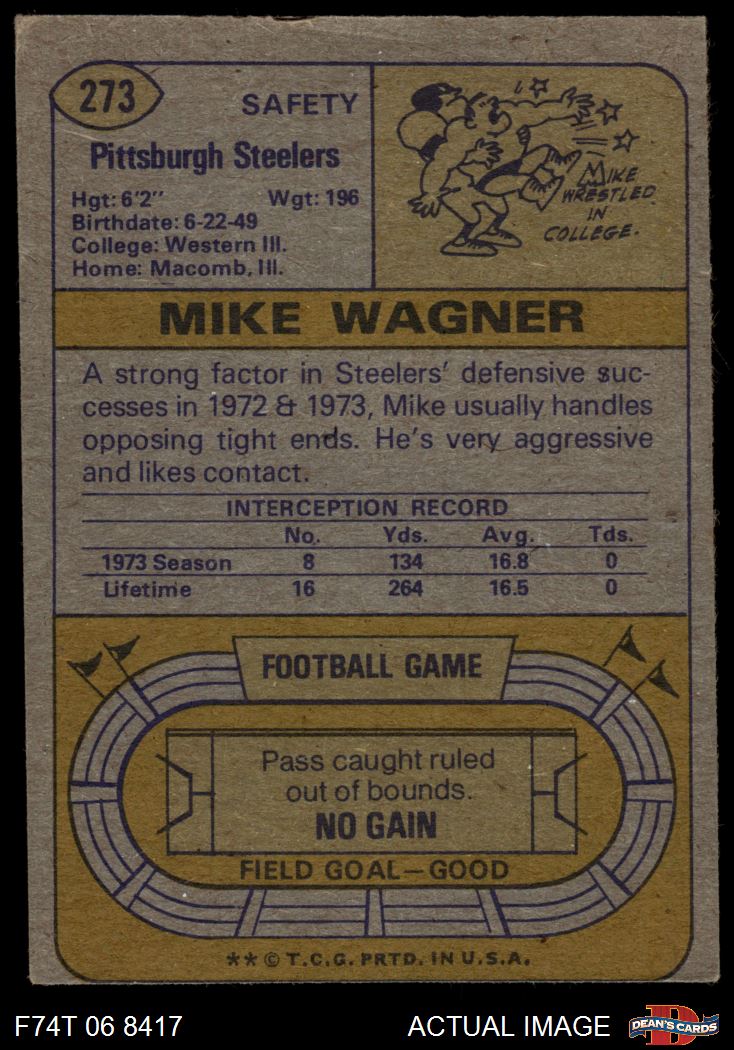 273
SAFETY
Pittsburgh Steelers
Hgt: 6'2" Wgt: 196
Birthdate: 6-22-49
College: Western Ill.
Home: Macomb, Ill.
MIKE
WRESTLED
IN
COLLEGE.
MIKE WAGNER
A strong factor in Steelers' defensive suc-
cesses in 1972 & 1973, Mike usually handles
opposing tight ends. He's very aggressive
and likes contact.
INTERCEPTION RECORD
No. Yds. Avg. Tds.
1973 Season 8 134 16.8 0
Lifetime 16 264 16.5 0
FOOTBALL GAME
Pass caught ruled
out of bounds.
NO GAIN
FIELD GOAL—GOOD
** © T.C.G. PRTD. IN U.S.A.
F74T 06 8417 ACTUAL IMAGE DEAN'S CARDS